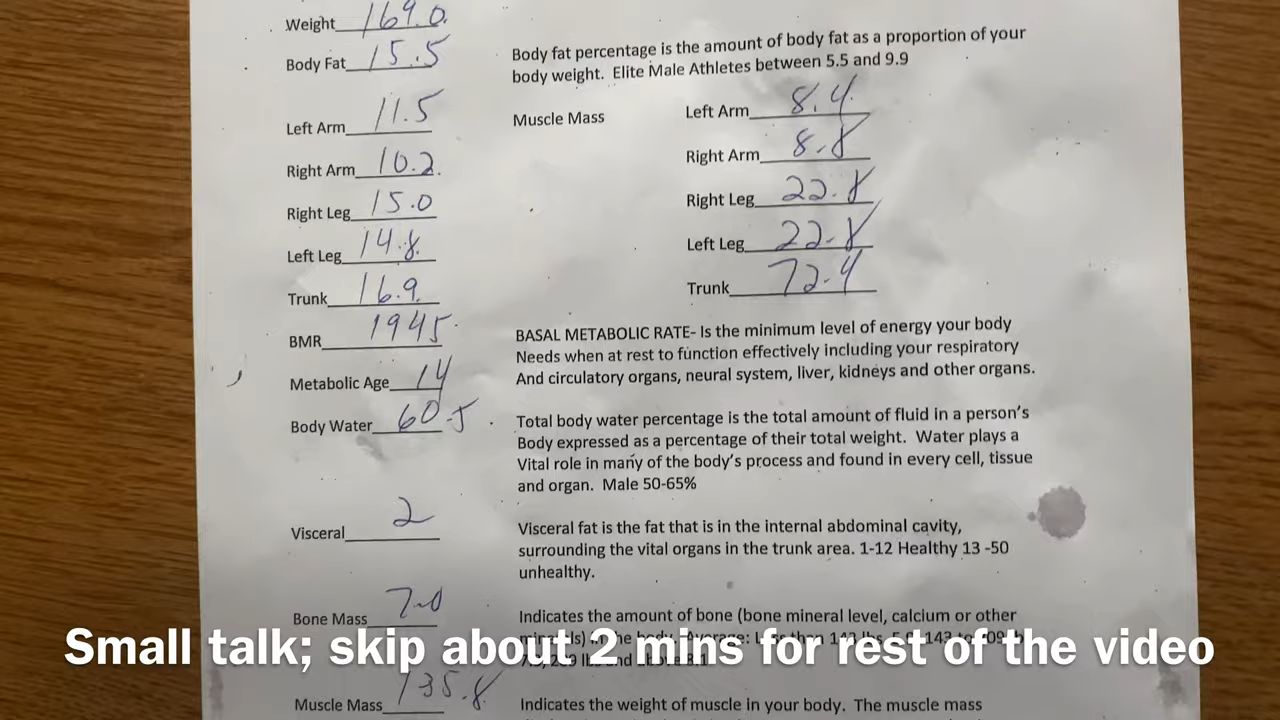 Weight 169.0
Body Fat 15.5
Body fat percentage is the amount of body fat as a proportion of your
body weight. Elite Male Athletes between 5.5 and 9.9
Left Arm 11.5
Right Arm 10.2
Right Leg 15.0
Left Leg 14.8
Trunk 16.9
Muscle Mass
Left Arm 8.4
Right Arm 8.8
Right Leg 22.8
Left Leg 22.8
Trunk 72.4
BMR 1945
BASAL METABOLIC RATE- Is the minimum level of energy your body
Needs when at rest to function effectively including your respiratory
And circulatory organs, neural system, liver, kidneys and other organs.
Metabolic Age 14
Body Water 60.5
Total body water percentage is the total amount of fluid in a person's
Body expressed as a percentage of their total weight. Water plays a
Vital role in many of the body's process and found in every cell, tissue
and organ. Male 50-65%
Visceral 2
Visceral fat is the fat that is in the internal abdominal cavity,
surrounding the vital organs in the trunk area. 1-12 Healthy 13 -50
unhealthy.
Bone Mass 7.0
Indicates the amount of bone (bone mineral level, calcium or other
Small talk; skip about 2 mins for rest of the video
Muscle Mass 135.8
Indicates the weight of muscle in your body. The muscle mass